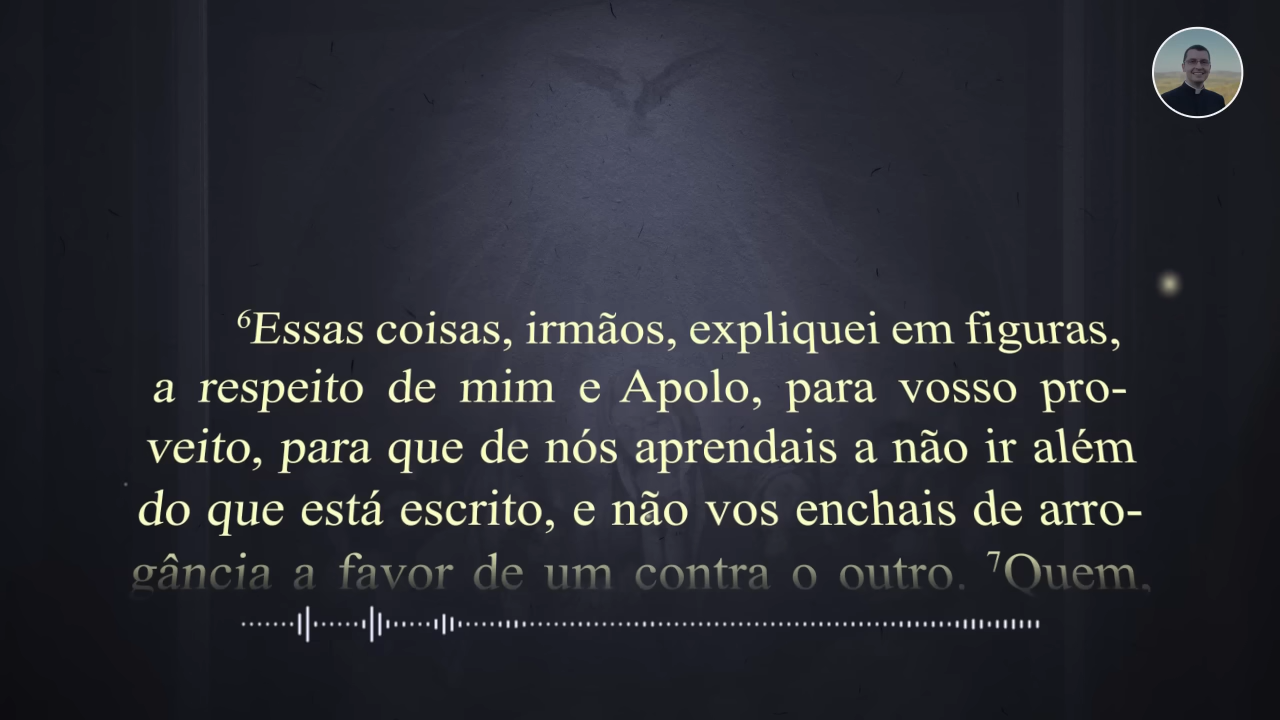 ⁶Essas coisas, irmãos, expliquei em figuras,
a respeito de mim e Apolo, para vosso pro-
veito, para que de nós aprendais a não ir além
do que está escrito, e não vos enchais de arro-
gância a favor de um contra o outro. ⁷Quem,